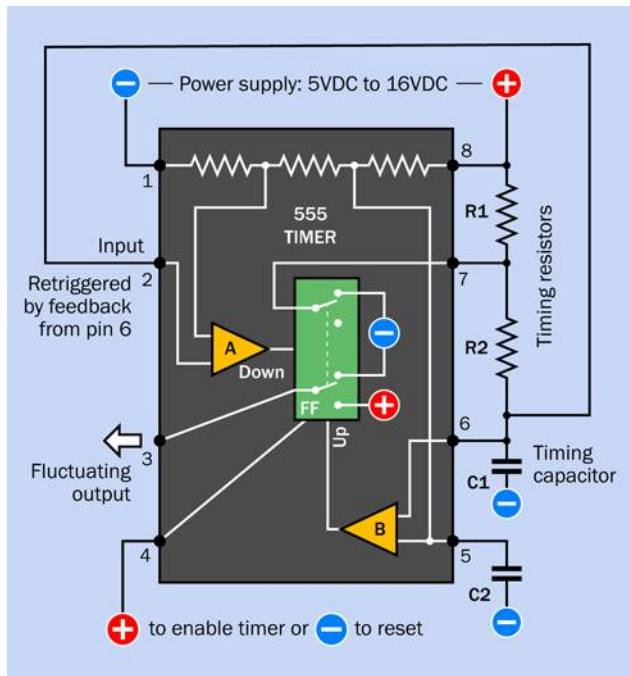 Power supply: 5VDC to 16VDC
1
8
555
TIMER
R1
Timing resistors
Input
2
7
Retriggered
by feedback
from pin 6
A
Down
R2
FF
Up
6
3
Fluctuating
output
Timing
capacitor
C1
B
4
5
C2
to enable timer or
to reset